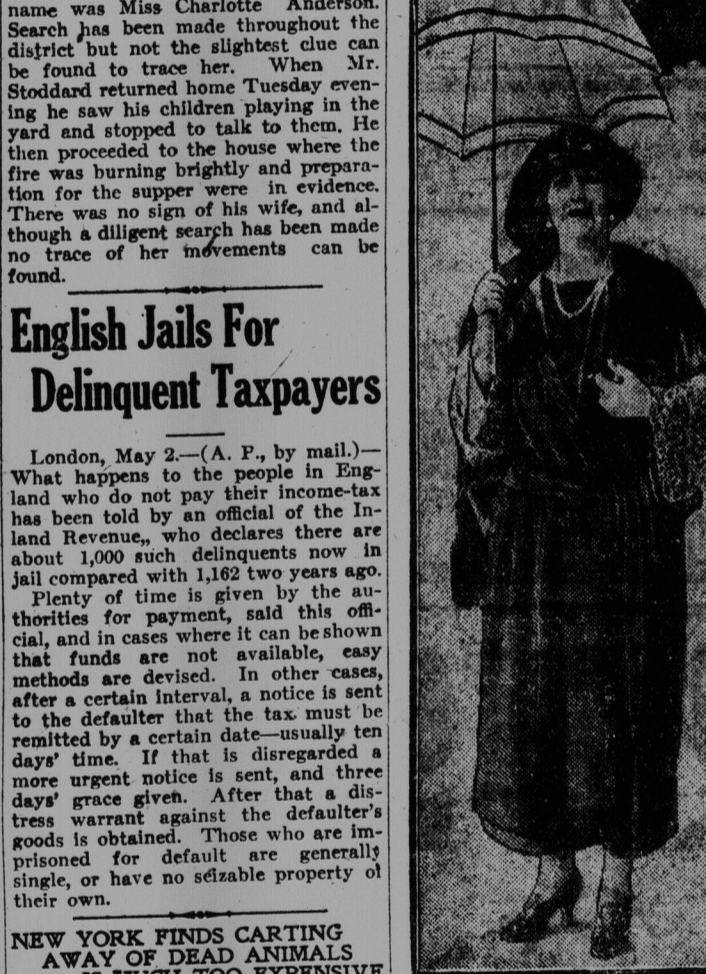 name was Miss Charlotte Anderson.
Search has been made throughout the
district but not the slightest clue can
be found to trace her. When Mr.
Stoddard returned home Tuesday even-
ing he saw his children playing in the
yard and stopped to talk to them. He
then proceeded to the house where the
fire was burning brightly and prepara-
tion for the supper were in evidence.
There was no sign of his wife, and al-
though a diligent search has been made
no trace of her movements can be
found.
English Jails For
Delinquent Taxpayers
London, May 2.—(A. P., by mail.)—
What happens to the people in Eng-
land who do not pay their income-tax
has been told by an official of the In-
land Revenue,, who declares there are
about 1,000 such delinquents now in
jail compared with 1,162 two years ago.
Plenty of time is given by the au-
thorities for payment, said this offi-
cial, and in cases where it can be shown
that funds are not available, easy
methods are devised. In other cases,
after a certain interval, a notice is sent
to the defaulter that the tax must be
remitted by a certain date—usually ten
days' time. If that is disregarded a
more urgent notice is sent, and three
days' grace given. After that a dis-
tress warrant against the defaulter's
goods is obtained. Those who are im-
prisoned for default are generally
single, or have no seizable property of
their own.
NEW YORK FINDS CARTING
AWAY OF DEAD ANIMALS
IS MUCH TOO EXPENSIVE